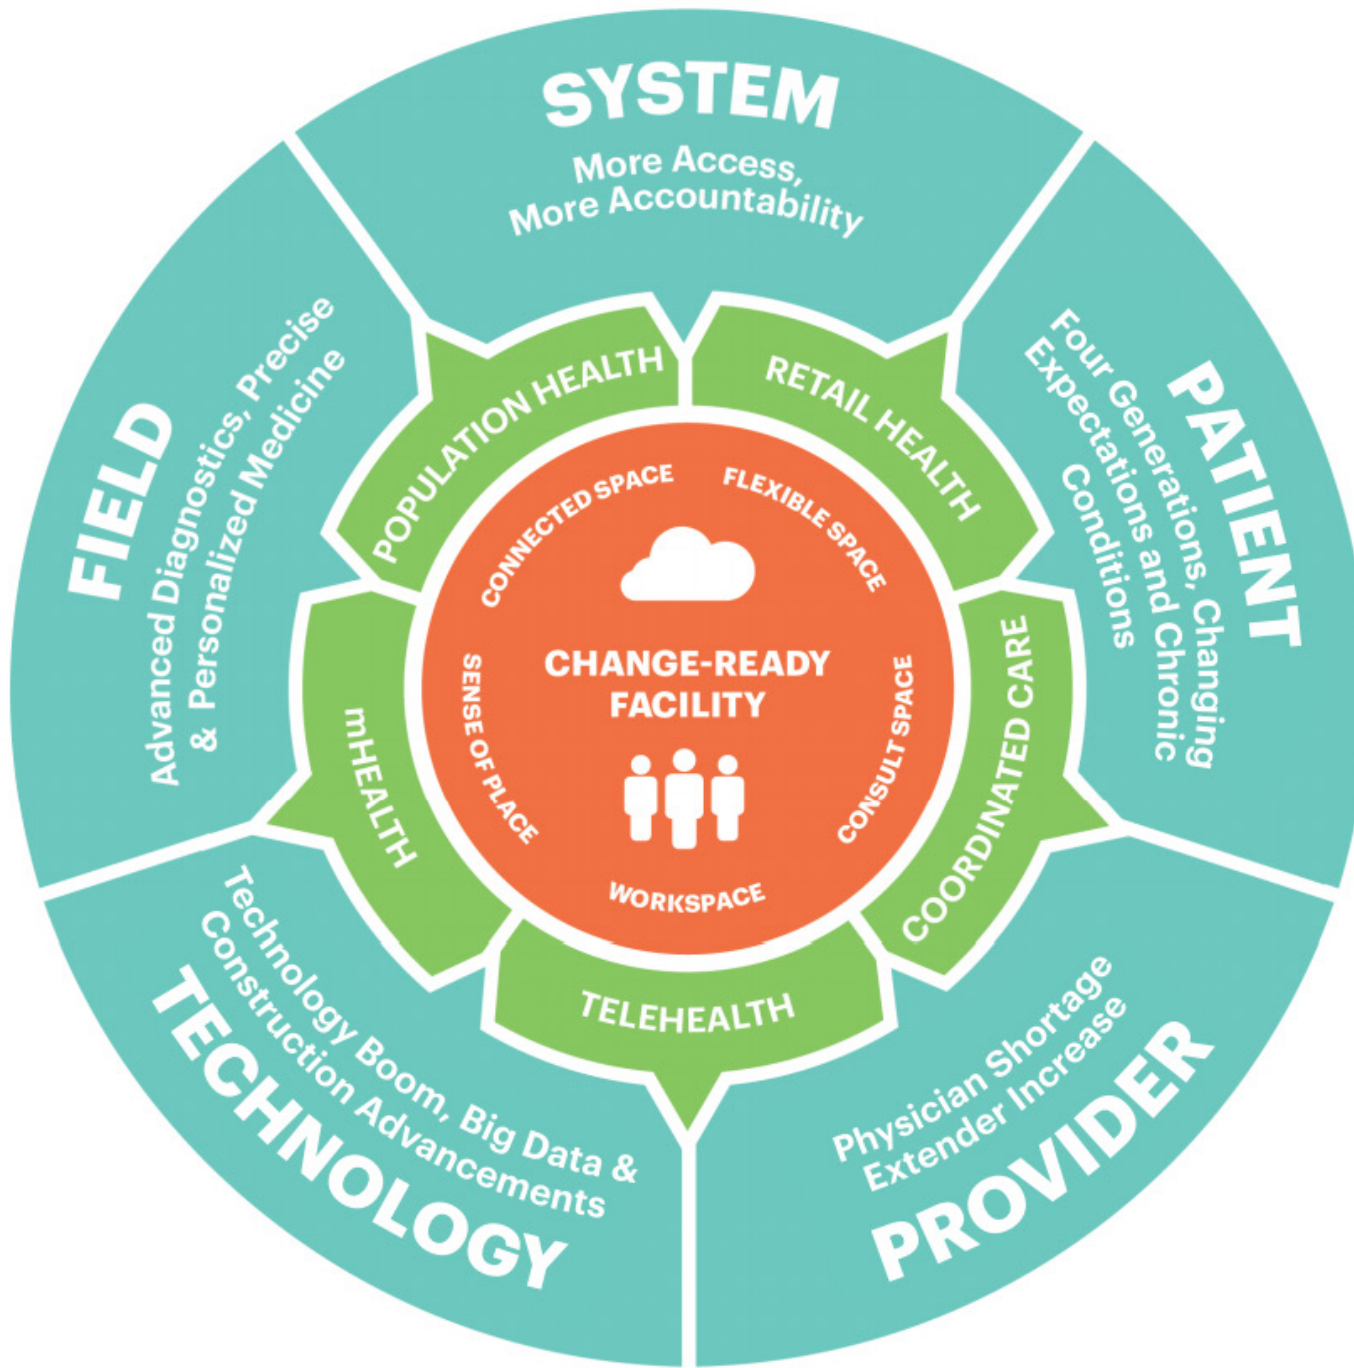 SYSTEM
More Access,
More Accountability
PATIENT
Four Generations, Changing
Expectations and Chronic
Conditions
PROVIDER
Physician Shortage
Extender Increase
TECHNOLOGY
Technology Boom, Big Data &
Construction Advancements
FIELD
Advanced Diagnostics, Precise
& Personalized Medicine
POPULATION HEALTH
RETAIL HEALTH
COORDINATED CARE
TELEHEALTH
mHEALTH
CONNECTED SPACE
FLEXIBLE SPACE
CONSULT SPACE
WORKSPACE
SENSE OF PLACE
CHANGE-READY
FACILITY